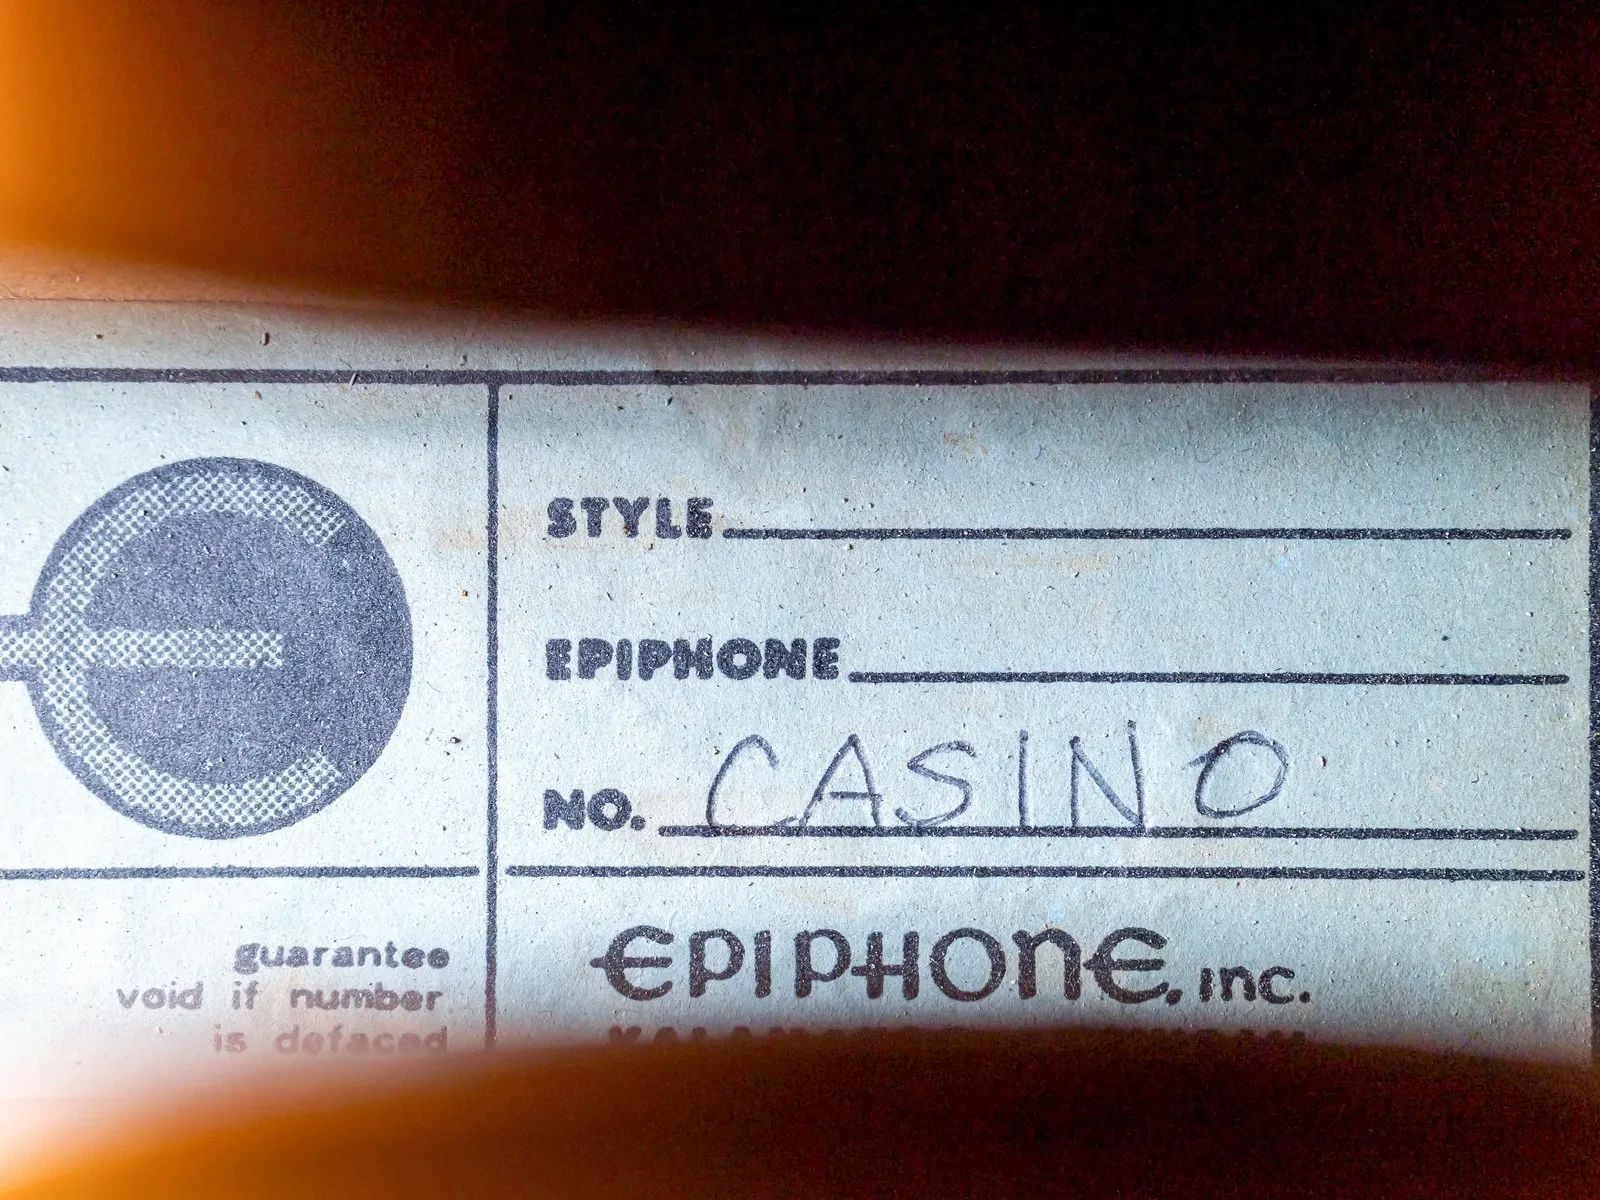 STYLE
EPIPHONE
NO. CASINO
guarantee
void if number
is defaced
EPIPHONE, inc.